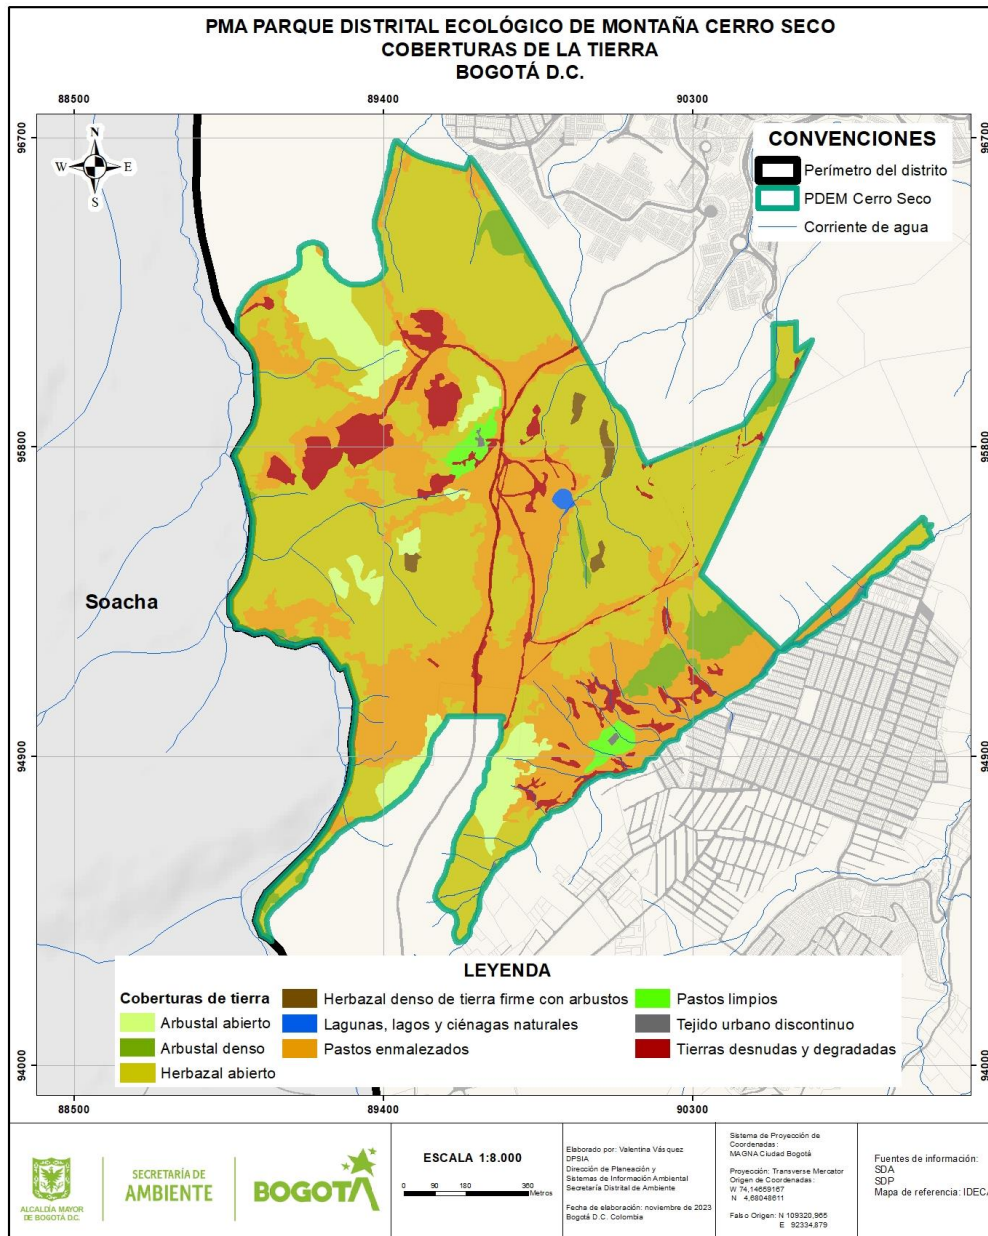 PMA PARQUE DISTRITAL ECOLÓGICO DE MONTAÑA CERRO SECO
COBERTURAS DE LA TIERRA
BOGOTÁ D.C.
88500
89400
90300
96700
96700
N
W
E
S
CONVENCIONES
Perímetro del distrito
PDEM Cerro Seco
Corriente de agua
95800
95800
Soacha
94900
94900
LEYENDA
Coberturas de tierra
Arbustal abierto
Arbustal denso
Herbazal abierto
Herbazal denso de tierra firme con arbustos
Lagunas, lagos y ciénagas naturales
Pastos enmalezados
Pastos limpios
Tejido urbano discontinuo
Tierras desnudas y degradadas
94000
94000
88500
89400
90300
ALCALDÍA MAYOR
DE BOGOTÁ D.C.
SECRETARÍA DE
AMBIENTE
BOGOTÁ
ESCALA 1:8.000
0 90 180 360
Metros
Elaborado por: Valentina Vásquez
DPSIA
Dirección de Planeación y
Sistemas de Información Ambiental
Secretaría Distrital de Ambiente
Fecha de elaboración: noviembre de 2023
Bogotá D.C. Colombia
Sistema de Proyección de
Coordenadas:
MAGNA Ciudad Bogotá
Proyección: Transverse Mercator
Origen de Coordenadas:
W 74,14659167
N 4,68048611
Falso Origen: N 109320,965
E 92334,879
Fuentes de información:
SDA
SDP
Mapa de referencia: IDECA